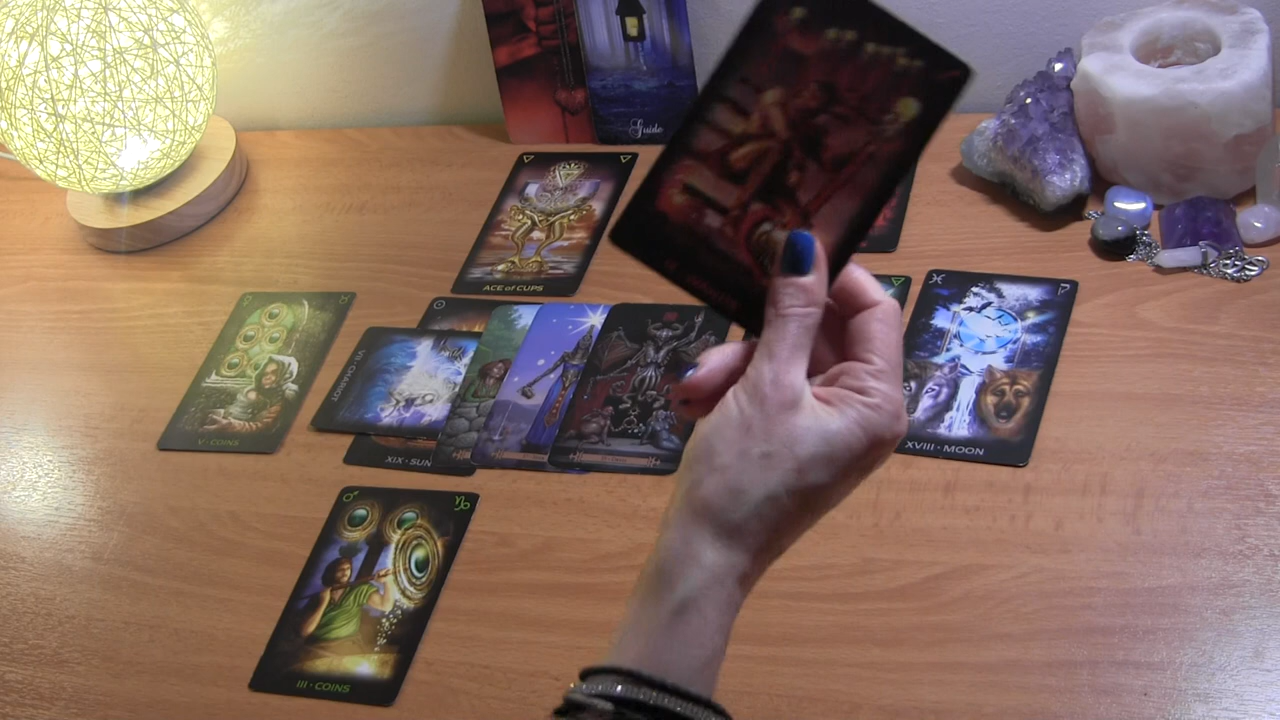 Guide
ACE of CUPS
V • COINS
VII • CHARIOT
XIX • SUN
XVIII • MOON
III • COINS